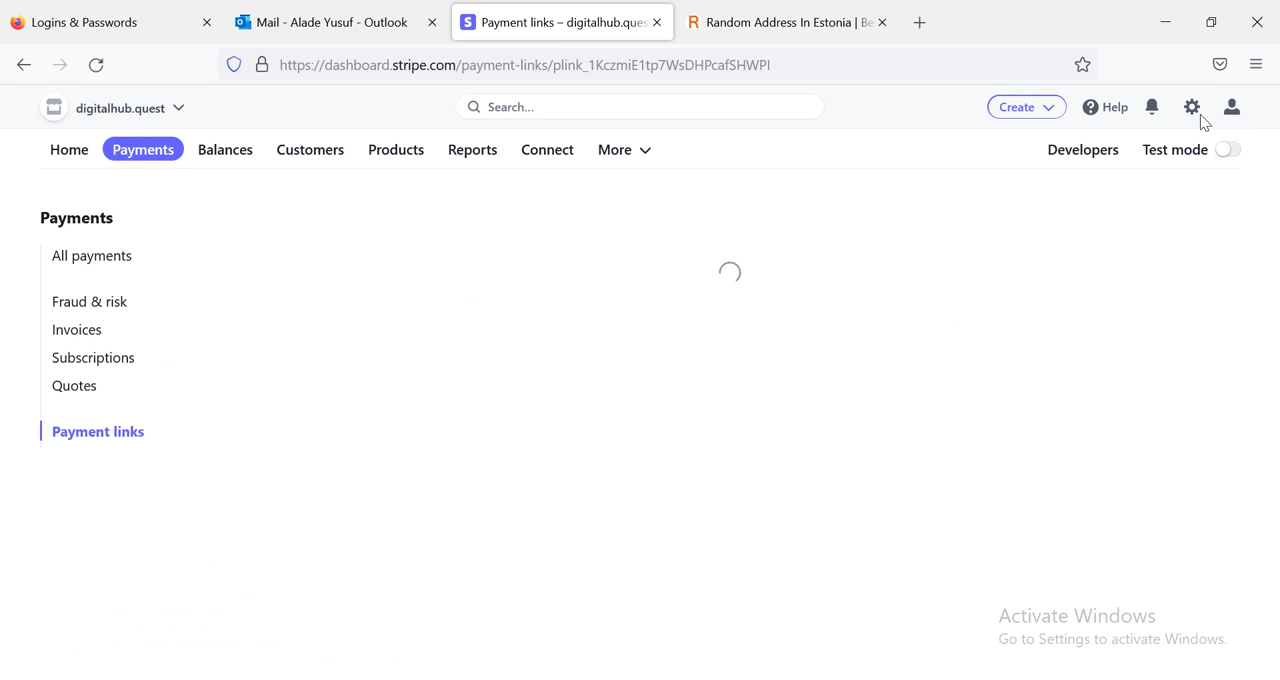 Logins & Passwords
Mail - Alade Yusuf - Outlook
Payment links – digitalhub.ques
Random Address In Estonia | Be
https://dashboard.stripe.com/payment-links/plink_1KczmiE1tp7WsDHPcafSHWPI
digitalhub.quest
Search...
Create
Help
Home
Payments
Balances
Customers
Products
Reports
Connect
More
Developers
Test mode
Payments
All payments
Fraud & risk
Invoices
Subscriptions
Quotes
Payment links
Activate Windows
Go to Settings to activate Windows.